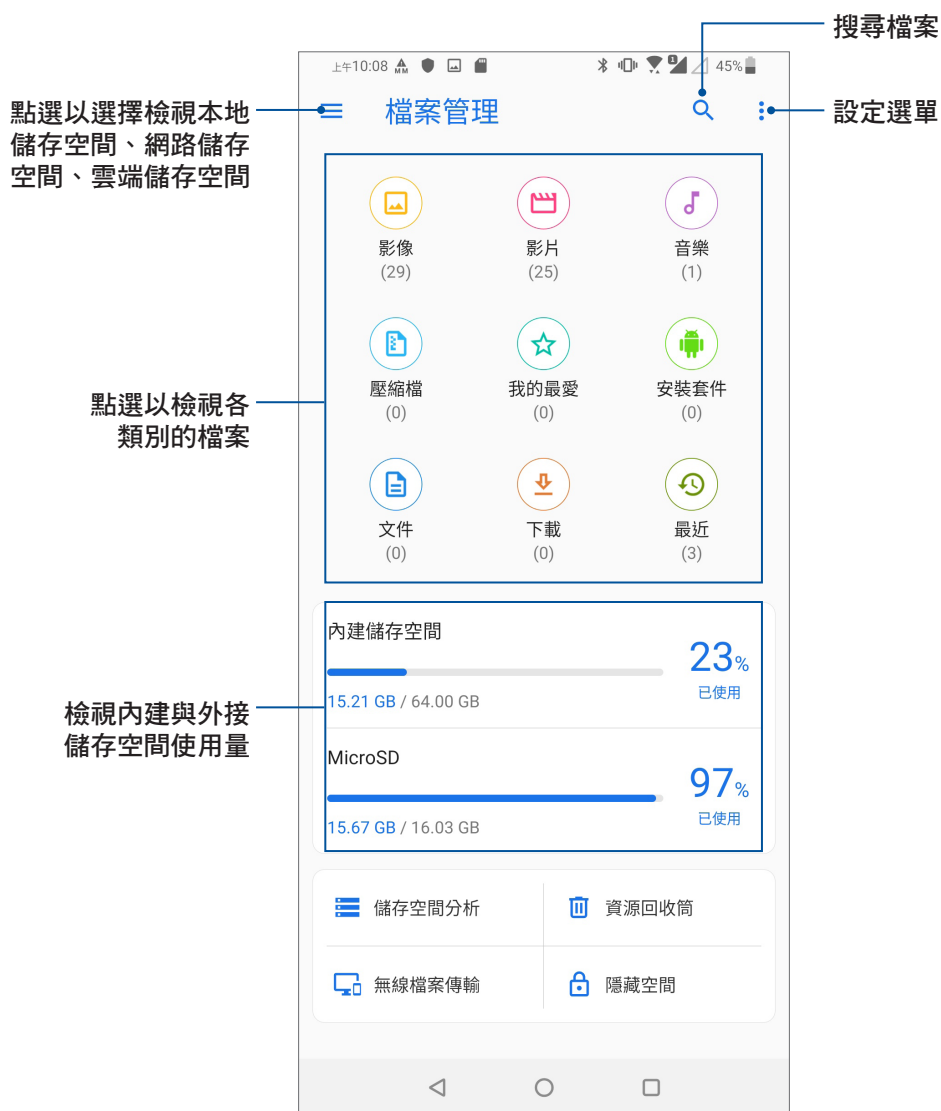 搜尋檔案
上午10:08
45%
點選以選擇檢視本地
儲存空間、網路儲存
空間、雲端儲存空間
檔案管理
設定選單
影像
(29)
影片
(25)
音樂
(1)
壓縮檔
(0)
我的最愛
(0)
安裝套件
(0)
點選以檢視各
類別的檔案
文件
(0)
下載
(0)
最近
(3)
內建儲存空間
23%
已使用
15.21 GB / 64.00 GB
檢視內建與外接
儲存空間使用量
MicroSD
97%
已使用
15.67 GB / 16.03 GB
儲存空間分析
資源回收筒
無線檔案傳輸
隱藏空間